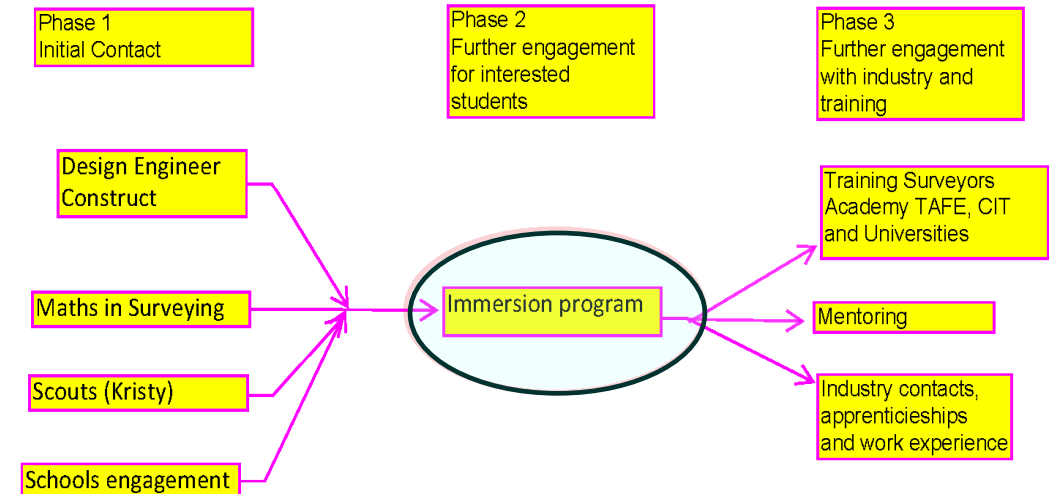 Phase 1
Initial Contact
Phase 2
Further engagement
for interested
students
Phase 3
Further engagement
with industry and
training
Design Engineer
Construct
Maths in Surveying
Scouts (Kristy)
Schools engagement
Immersion program
Training Surveyors
Academy TAFE, CIT
and Universities
Mentoring
Industry contacts,
apprenticieships
and work experience